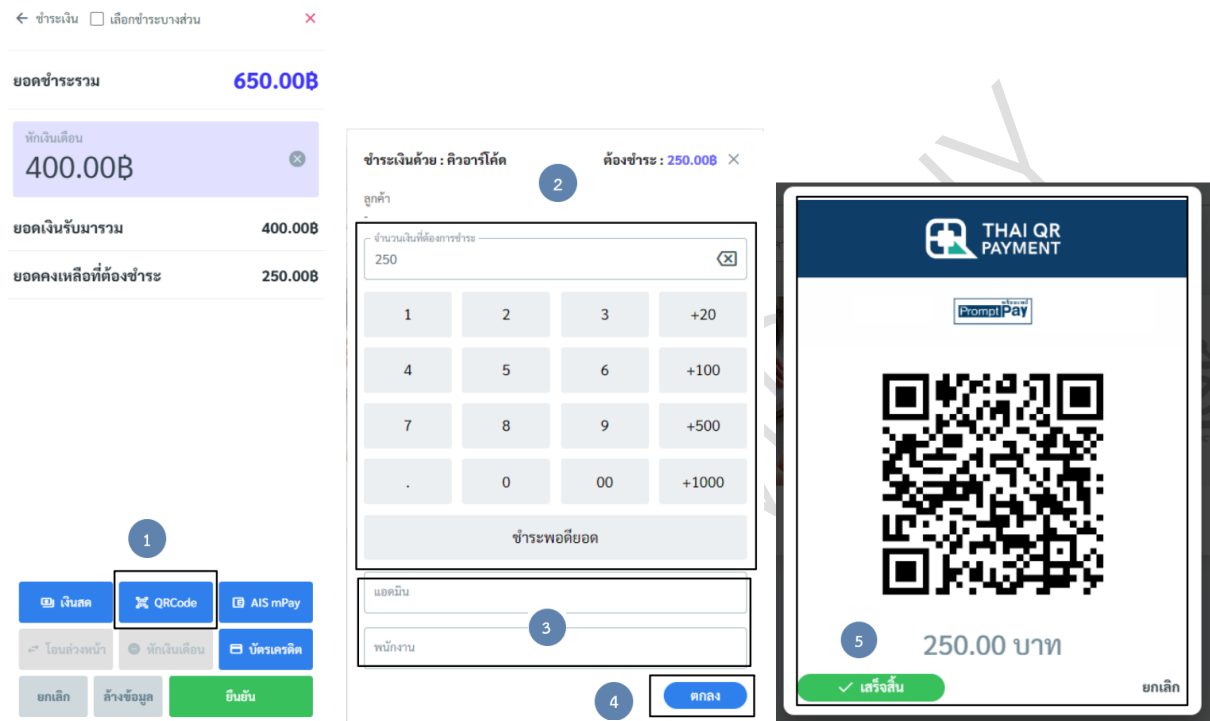 ← ชำระเงิน เลือกชำระบางส่วน ×
ยอดชำระรวม 650.00฿
หักเงินเดือน
400.00฿
ยอดเงินรับมารวม 400.00฿
ยอดคงเหลือที่ต้องชำระ 250.00฿
1
เงินสด QRCode AIS mPay
โอนล่วงหน้า หักเงินเดือน บัตรเครดิต
ยกเลิก ล้างข้อมูล ยืนยัน
ชำระเงินด้วย : คิวอาร์โค้ด ต้องชำระ : 250.00฿ ×
2
ลูกค้า
-
จำนวนเงินที่ต้องการชำระ
250
1 2 3 +20
4 5 6 +100
7 8 9 +500
. 0 00 +1000
ชำระพอดียอด
แอดมิน
3
พนักงาน
4 ตกลง
THAI QR
PAYMENT
พร้อมเพย์
PromptPay
5 250.00 บาท
เสร็จสิ้น ยกเลิก